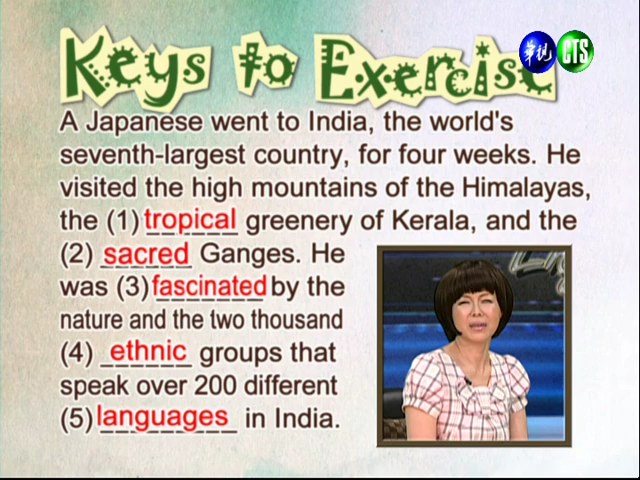 Keys to Exercise
華視 CTS
A Japanese went to India, the world's
seventh-largest country, for four weeks. He
visited the high mountains of the Himalayas,
the (1) tropical greenery of Kerala, and the
(2) sacred Ganges. He
was (3) fascinated by the
nature and the two thousand
(4) ethnic groups that
speak over 200 different
(5) languages in India.